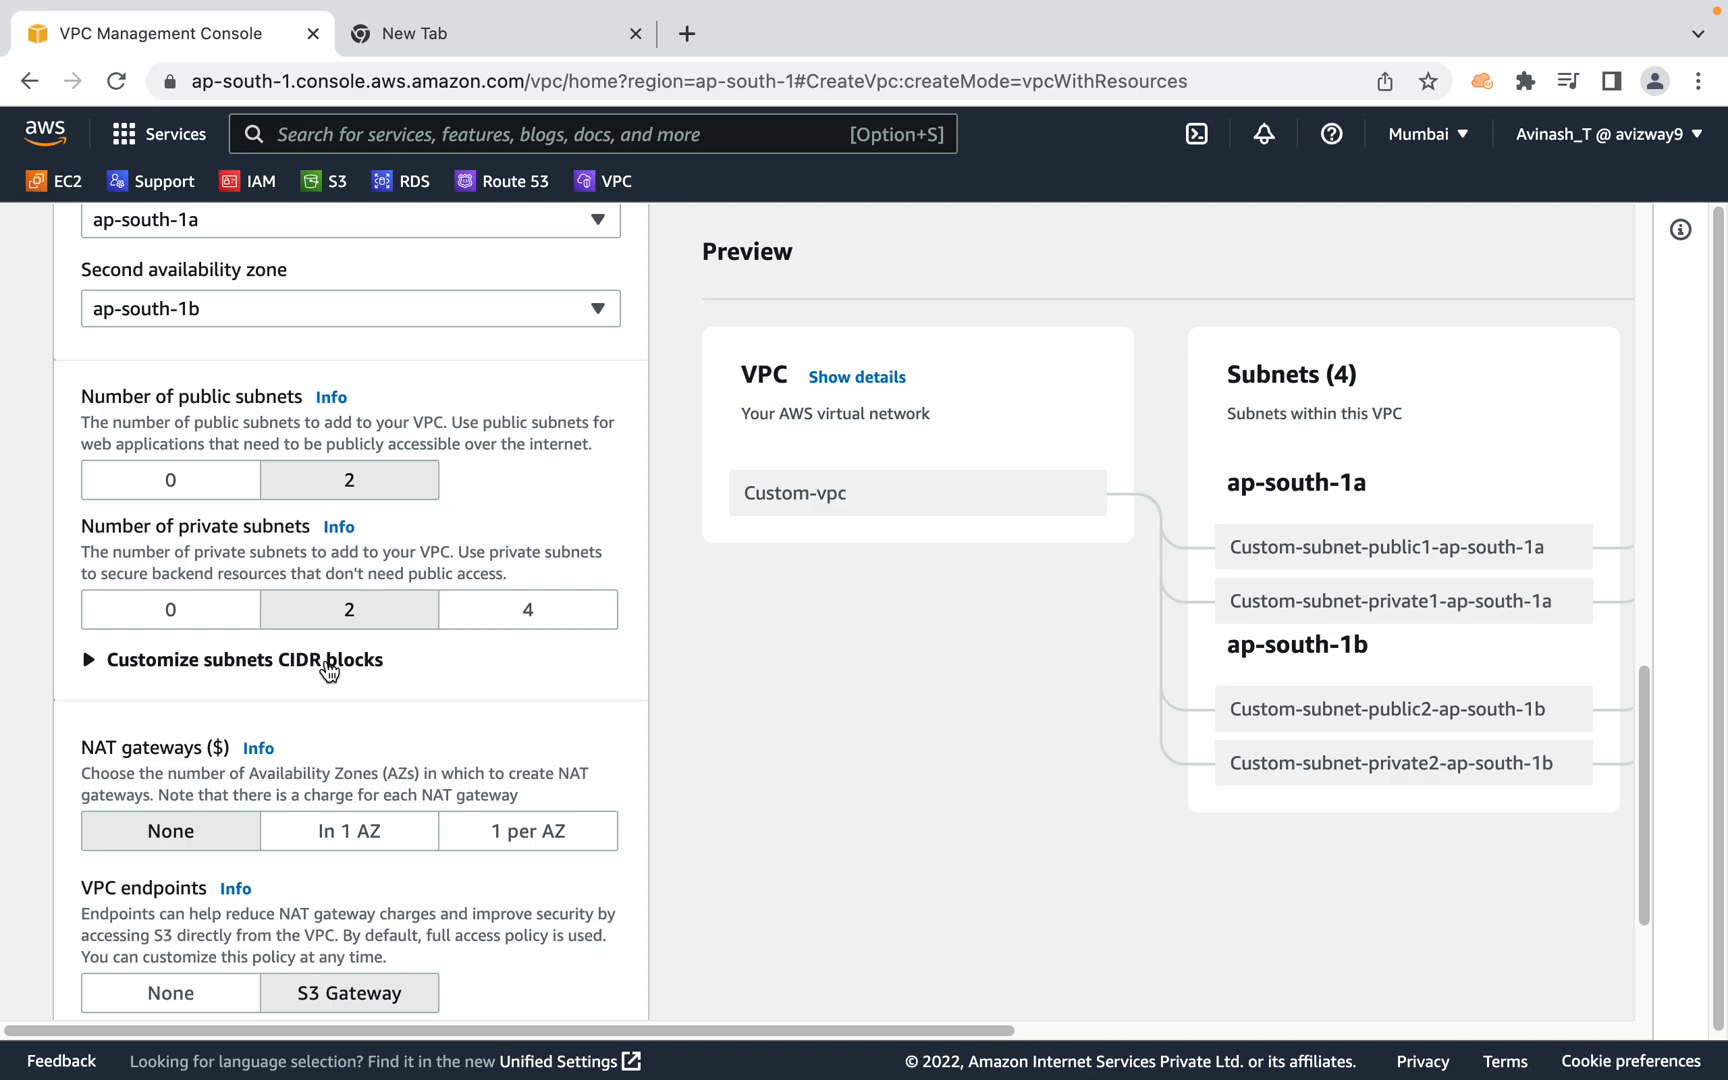 VPC Management Console
New Tab
ap-south-1.console.aws.amazon.com/vpc/home?region=ap-south-1#CreateVpc:createMode=vpcWithResources
aws
Services
Search for services, features, blogs, docs, and more
[Option+S]
Mumbai
Avinash_T @ avizway9
EC2
Support
IAM
S3
RDS
Route 53
VPC
ap-south-1a
Second availability zone
ap-south-1b
Number of public subnets Info
The number of public subnets to add to your VPC. Use public subnets for
web applications that need to be publicly accessible over the internet.
0
2
Number of private subnets Info
The number of private subnets to add to your VPC. Use private subnets
to secure backend resources that don't need public access.
0
2
4
Customize subnets CIDR blocks
NAT gateways ($) Info
Choose the number of Availability Zones (AZs) in which to create NAT
gateways. Note that there is a charge for each NAT gateway
None
In 1 AZ
1 per AZ
VPC endpoints Info
Endpoints can help reduce NAT gateway charges and improve security by
accessing S3 directly from the VPC. By default, full access policy is used.
You can customize this policy at any time.
None
S3 Gateway
Preview
VPC Show details
Your AWS virtual network
Custom-vpc
Subnets (4)
Subnets within this VPC
ap-south-1a
Custom-subnet-public1-ap-south-1a
Custom-subnet-private1-ap-south-1a
ap-south-1b
Custom-subnet-public2-ap-south-1b
Custom-subnet-private2-ap-south-1b
Feedback
Looking for language selection? Find it in the new Unified Settings
© 2022, Amazon Internet Services Private Ltd. or its affiliates.
Privacy
Terms
Cookie preferences